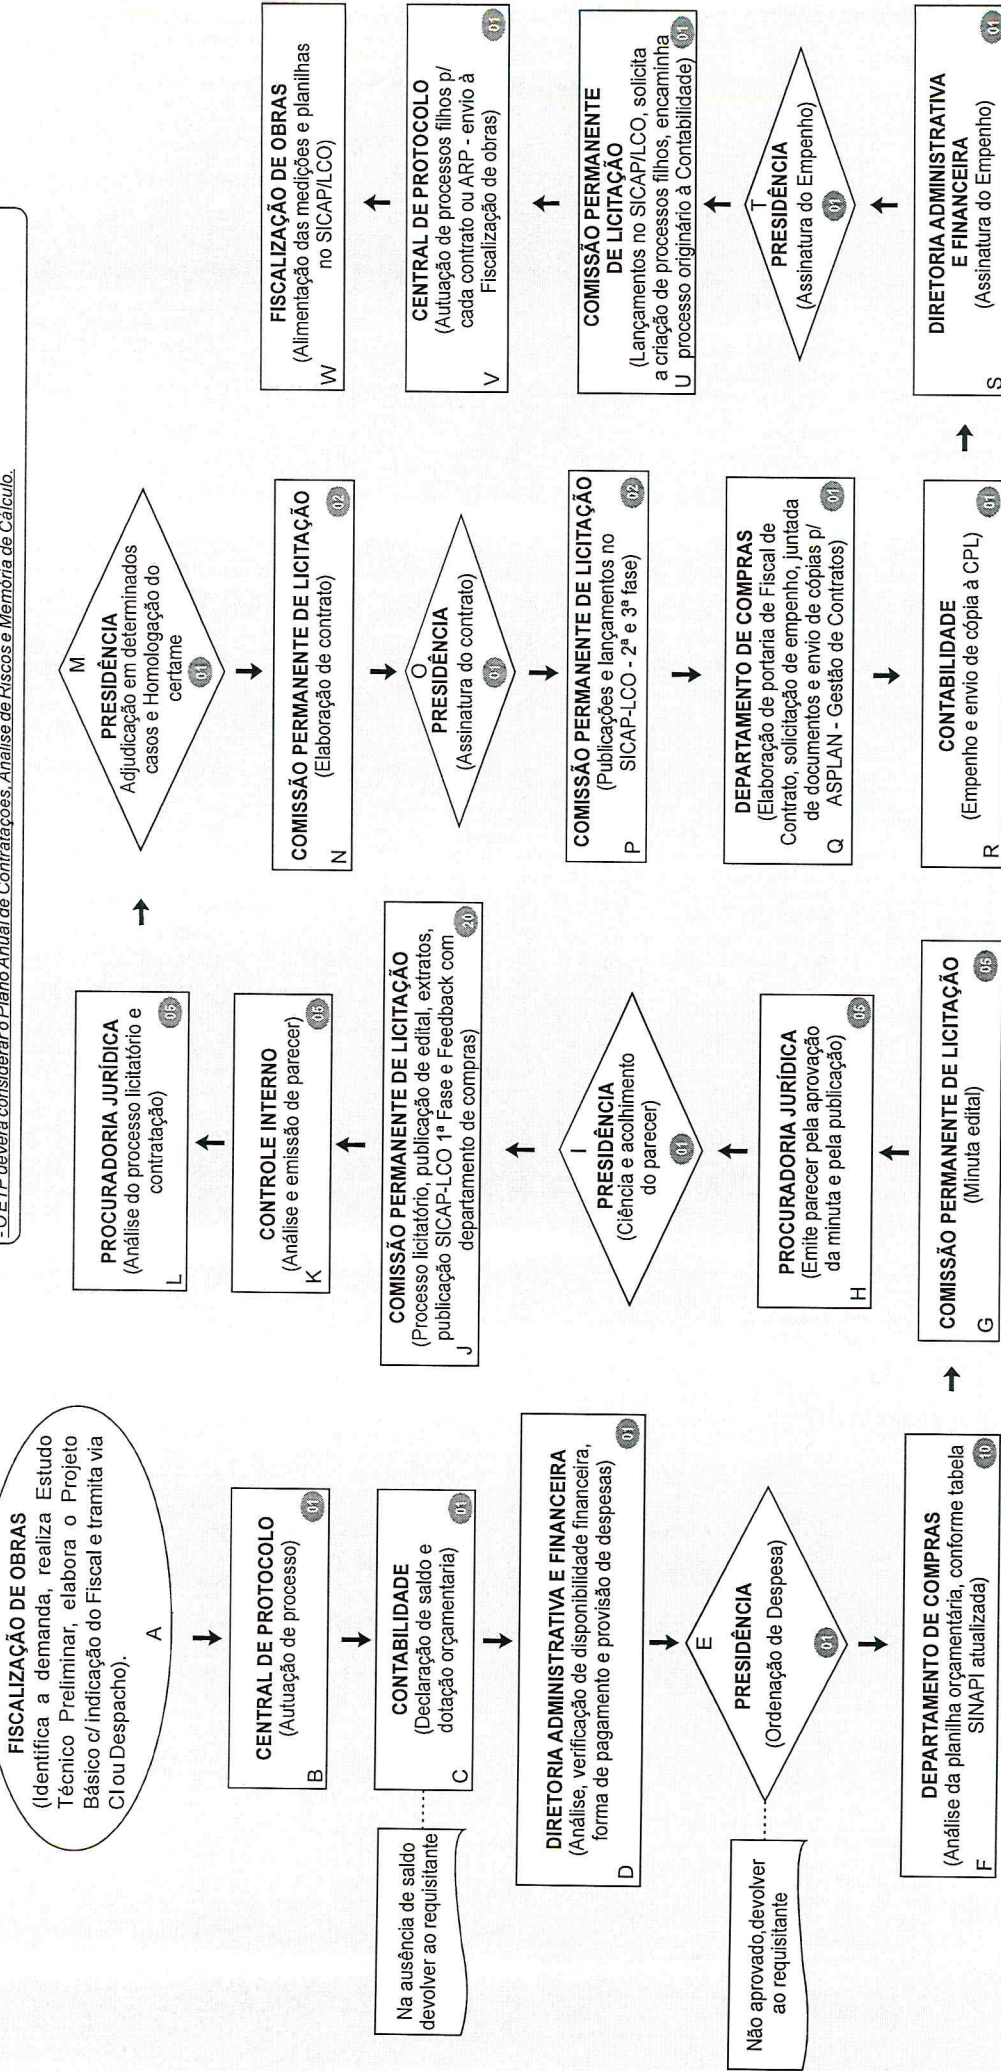 - O ETP deverá considerar o Plano Anual de Contratações, Análise de Riscos e Memória de Cálculo.
FISCALIZAÇÃO DE OBRAS
(Identifica a demanda, realiza Estudo
Técnico Preliminar, elabora o Projeto
Básico c/ indicação do Fiscal e tramita via
CI ou Despacho).
A
CENTRAL DE PROTOCOLO
(Autuação de processo)
B
01
Na ausência de saldo
devolver ao requisitante
CONTABILIDADE
(Declaração de saldo e
dotação orçamentaria)
C
01
DIRETORIA ADMINISTRATIVA E FINANCEIRA
(Análise, verificação de disponibilidade financeira,
forma de pagamento e provisão de despesas)
D
01
Não aprovado,devolver
ao requisitante
E
PRESIDÊNCIA
(Ordenação de Despesa)
01
DEPARTAMENTO DE COMPRAS
(Análise da planilha orçamentária, conforme tabela
SINAPI atualizada)
F
10
COMISSÃO PERMANENTE DE LICITAÇÃO
(Minuta edital)
G
05
PROCURADORIA JURÍDICA
(Emite parecer pela aprovação
da minuta e pela publicação)
H
05
I
PRESIDÊNCIA
(Ciência e acolhimento
do parecer)
01
COMISSÃO PERMANENTE DE LICITAÇÃO
(Processo licitatório, publicação de edital, extratos,
publicação SICAP-LCO 1ª Fase e Feedback com
departamento de compras)
J
20
CONTROLE INTERNO
(Análise e emissão de parecer)
K
05
PROCURADORIA JURÍDICA
(Análise do processo licitatório e
contratação)
L
05
M
PRESIDÊNCIA
Adjudicação em determinados
casos e Homologação do
certame
01
COMISSÃO PERMANENTE DE LICITAÇÃO
(Elaboração de contrato)
N
02
O
PRESIDÊNCIA
(Assinatura do contrato)
01
COMISSÃO PERMANENTE DE LICITAÇÃO
(Publicações e lançamentos no
SICAP-LCO - 2ª e 3ª fase)
P
02
DEPARTAMENTO DE COMPRAS
(Elaboração de portaria de Fiscal de
Contrato, solicitação de empenho, juntada
de documentos e envio de cópias p/
ASPLAN - Gestão de Contratos)
Q
01
CONTABILIDADE
(Empenho e envio de cópia à CPL)
R
01
DIRETORIA ADMINISTRATIVA
E FINANCEIRA
(Assinatura do Empenho)
S
01
T
PRESIDÊNCIA
(Assinatura do Empenho)
01
COMISSÃO PERMANENTE
DE LICITAÇÃO
(Lançamentos no SICAP/LCO, solicita
a criação de processos filhos, encaminha
processo originário à Contabilidade)
U
01
CENTRAL DE PROTOCOLO
(Autuação de processos filhos p/
cada contrato ou ARP - envio à
Fiscalização de obras)
V
01
FISCALIZAÇÃO DE OBRAS
(Alimentação das medições e planilhas
no SICAP/LCO)
W